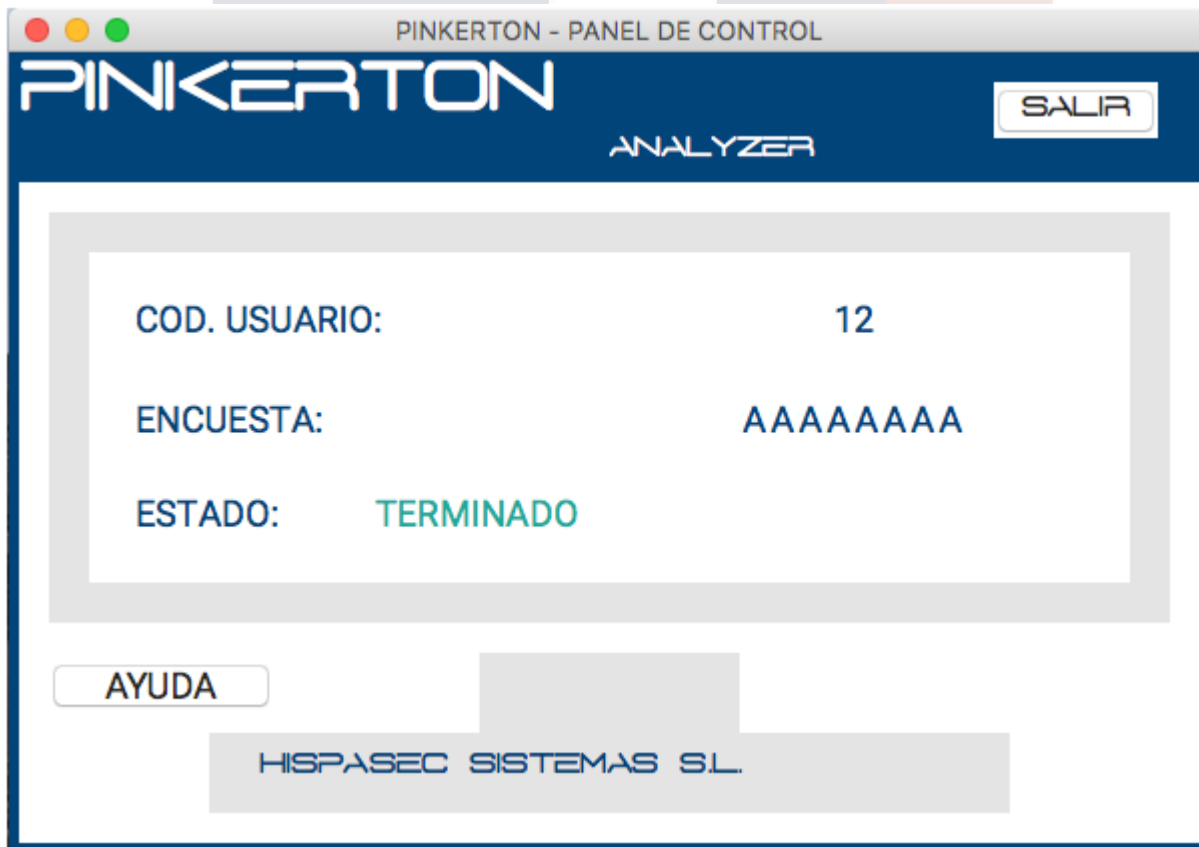 PINKERTON - PANEL DE CONTROL
PINKERTON
SALIR
ANALYZER
COD. USUARIO: 12
ENCUESTA: AAAAAAAA
ESTADO: TERMINADO
AYUDA
HISPASEC SISTEMAS S.L.